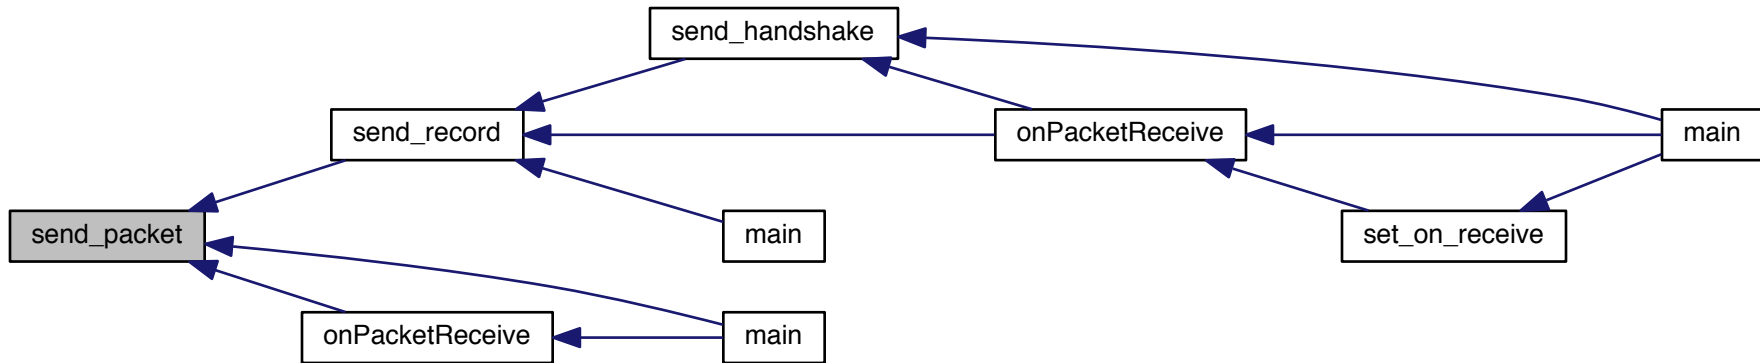 send_handshake
send_record
onPacketReceive
main
send_packet
main
set_on_receive
onPacketReceive
main